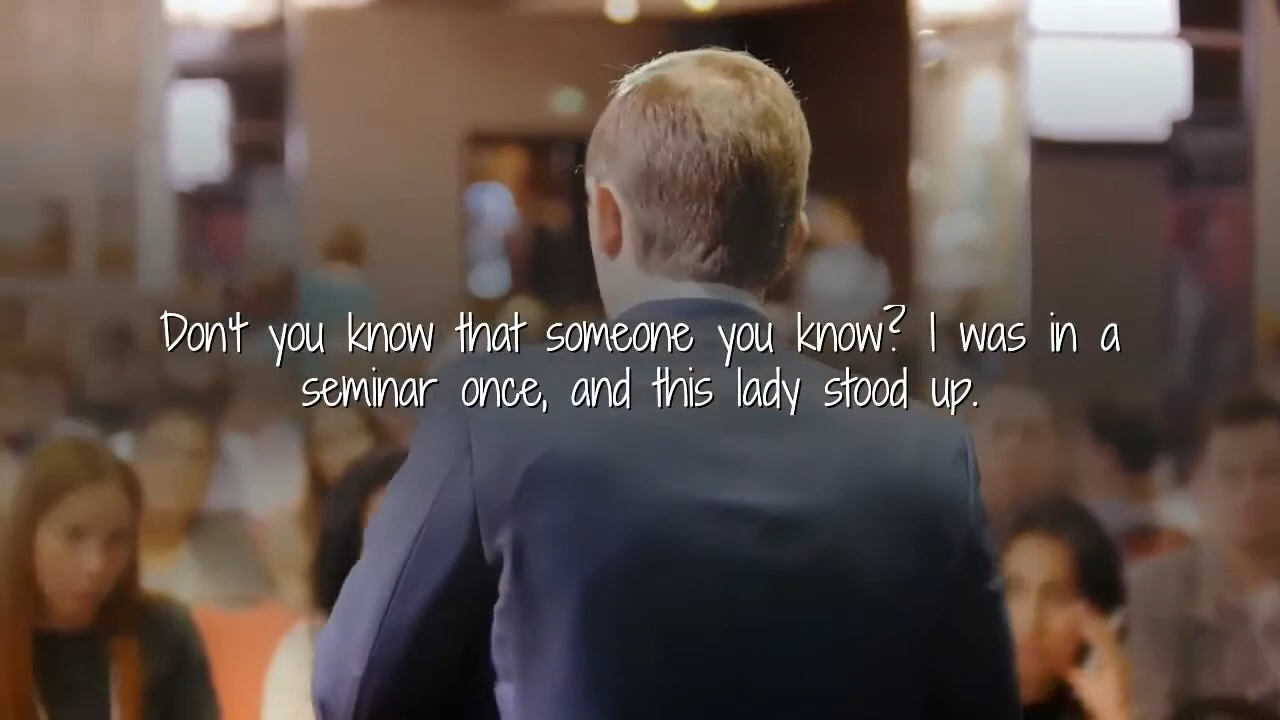 Don't you know that someone you know? I was in a
seminar once, and this lady stood up.